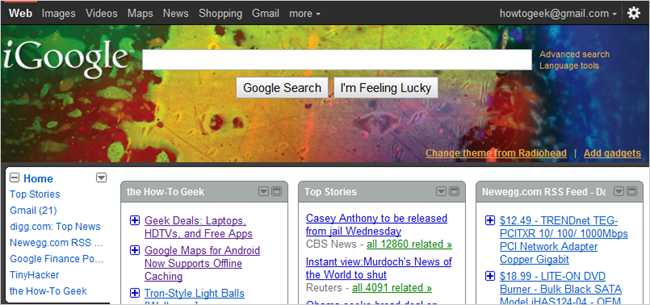 Web Images Videos Maps News Shopping Gmail more howtogeek@gmail.com
iGoogle
Advanced search
Language tools
Google Search I'm Feeling Lucky
Change theme from Radiohead | Add gadgets
Home
Top Stories
Gmail (21)
digg.com: Top News
Newegg.com RSS ...
Google Finance Po...
TinyHacker
the How-To Geek
the How-To Geek
Geek Deals: Laptops,
HDTVs, and Free Apps
Google Maps for Android
Now Supports Offline
Caching
Tron-Style Light Balls
Top Stories
Casey Anthony to be released
from jail Wednesday
CBS News - all 12860 related »
Instant view:Murdoch's News of
the World to shut
Reuters - all 4091 related »
Obama seeks broad deal on
Newegg.com RSS Feed - Da
$12.49 - TRENDnet TEG-
PCITXR 10/ 100/ 1000Mbps
PCI Network Adapter
Copper Gigabit
$18.99 - LITE-ON DVD
Burner - Bulk Black SATA
Model iHAS124-04 - OEM